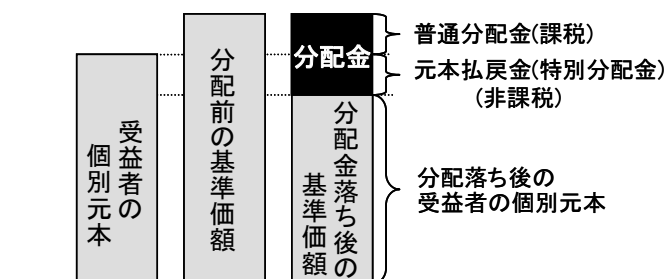 受益者の
個別元本
分配前の基準価額
分配金
分配金落ち後の
基準価額
普通分配金(課税)
元本払戻金(特別分配金)
(非課税)
分配落ち後の
受益者の個別元本